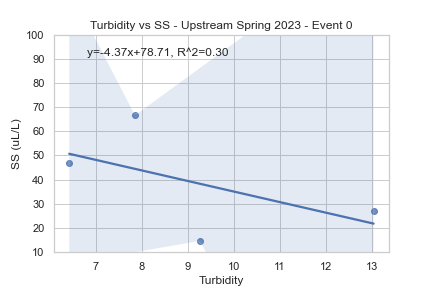 Turbidity vs SS - Upstream Spring 2023 - Event 0
y=-4.37x+78.71, R^2=0.30
SS (uL/L)
100
90
80
70
60
50
40
30
20
10
7 8 9 10 11 12 13
Turbidity